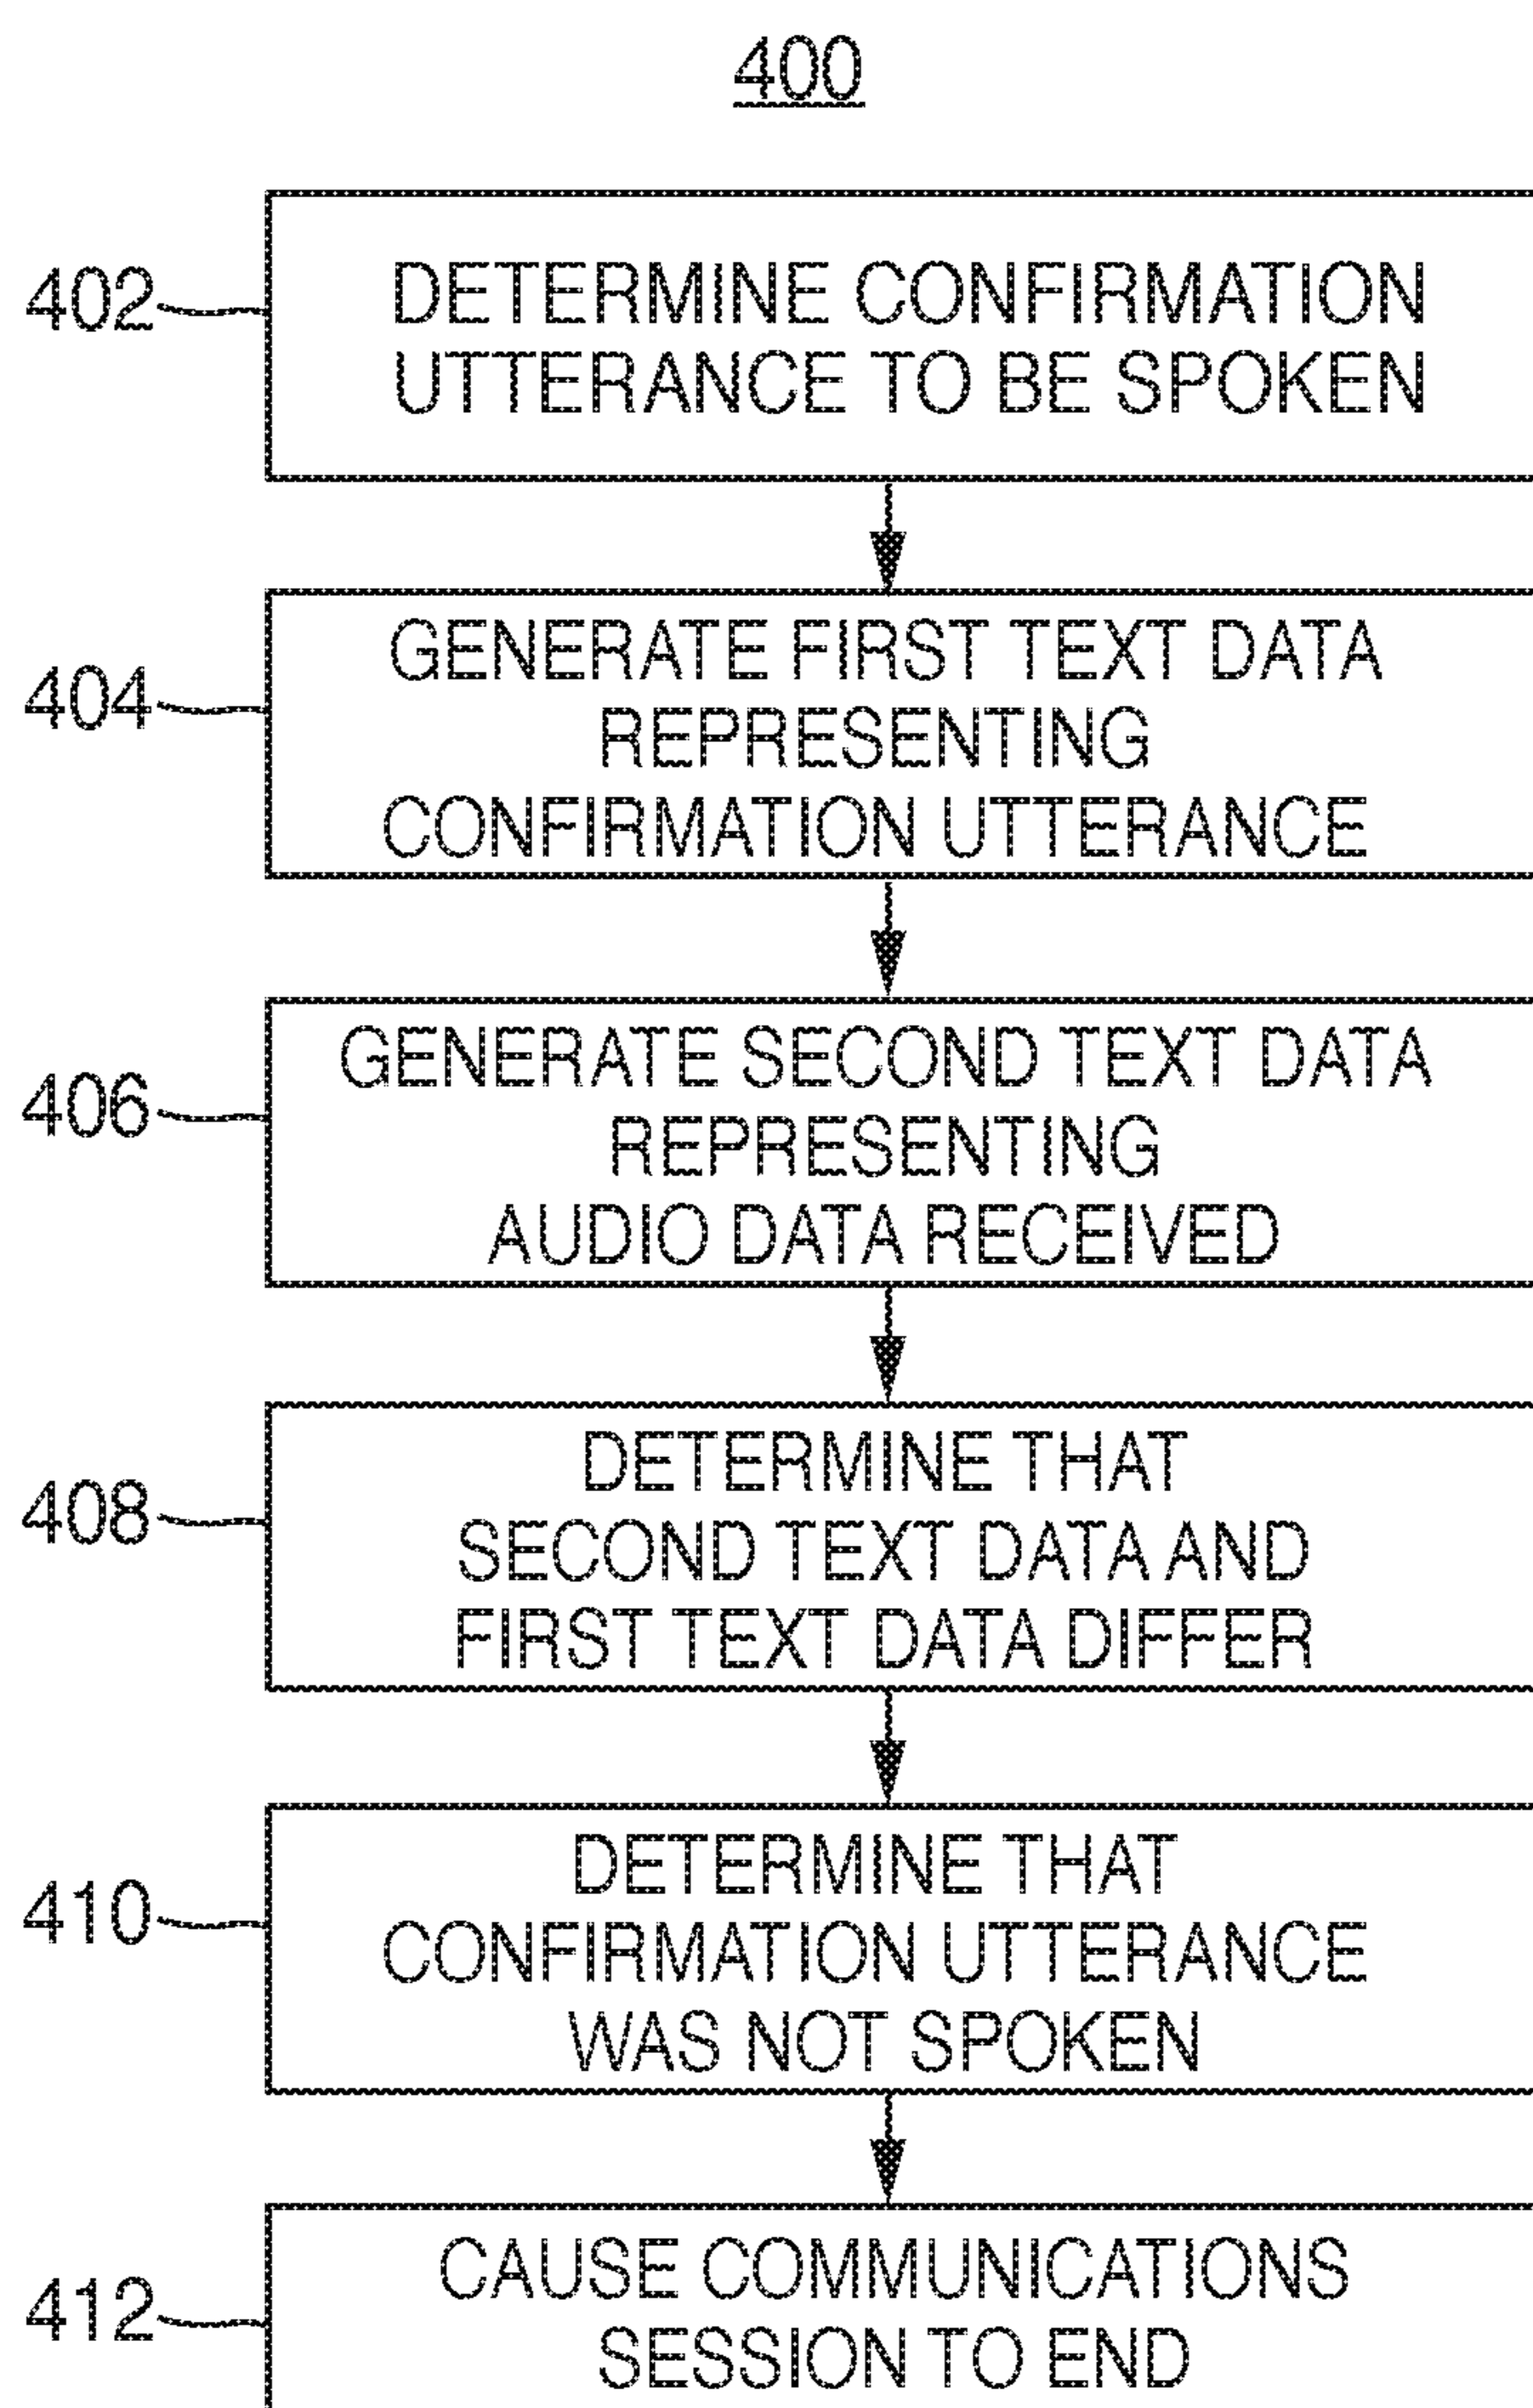 400
402
DETERMINE CONFIRMATION
UTTERANCE TO BE SPOKEN
404
GENERATE FIRST TEXT DATA
REPRESENTING
CONFIRMATION UTTERANCE
406
GENERATE SECOND TEXT DATA
REPRESENTING
AUDIO DATA RECEIVED
408
DETERMINE THAT
SECOND TEXT DATA AND
FIRST TEXT DATA DIFFER
410
DETERMINE THAT
CONFIRMATION UTTERANCE
WAS NOT SPOKEN
412
CAUSE COMMUNICATIONS
SESSION TO END